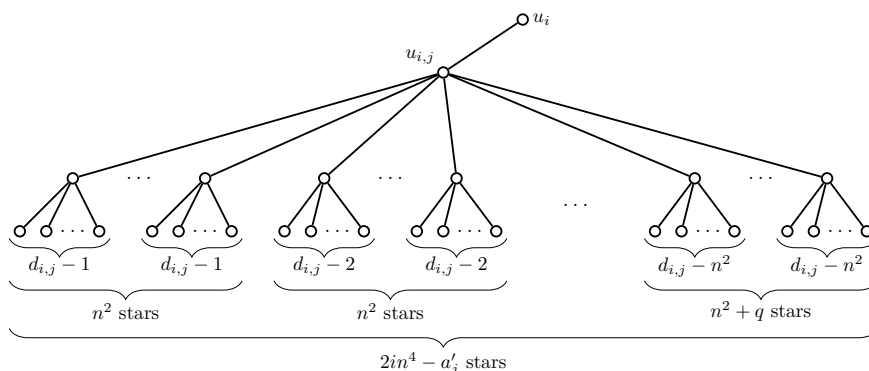 $u_i$
$u_{i,j}$
... ... ... ...
... ... ... ... ... ...
$d_{i,j} - 1$ $d_{i,j} - 1$ $d_{i,j} - 2$ $d_{i,j} - 2$ $d_{i,j} - n^2$ $d_{i,j} - n^2$
$n^2$ stars $n^2$ stars $n^2 + q$ stars
$2in^4 - a'_i$ stars